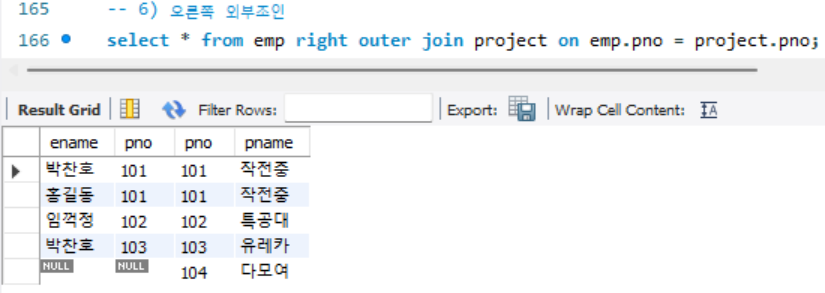 165 -- 6) 오른쪽 외부조인
166 select * from emp right outer join project on emp.pno = project.pno;
Result Grid Filter Rows: Export: Wrap Cell Content: IA
ename pno pno pname
박찬호 101 101 작전중
홍길동 101 101 작전중
임꺽정 102 102 특공대
박찬호 103 103 유레카
NULL NULL 104 다모여